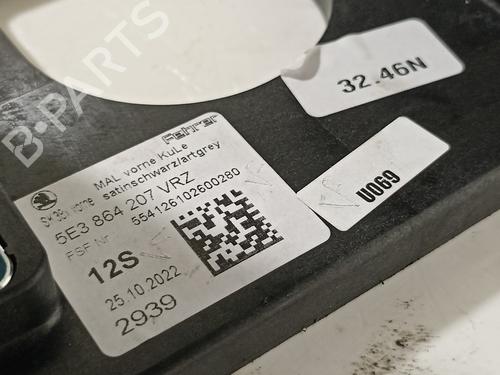 B-PARTS
32.46N
Fehrer
MAL vorne KuLe
satinschwarz/artgrey
SK351 vorne
5E3 864 207 VRZ
FSF Nr
554126102600280
12S
25.10.2022
2939
U069